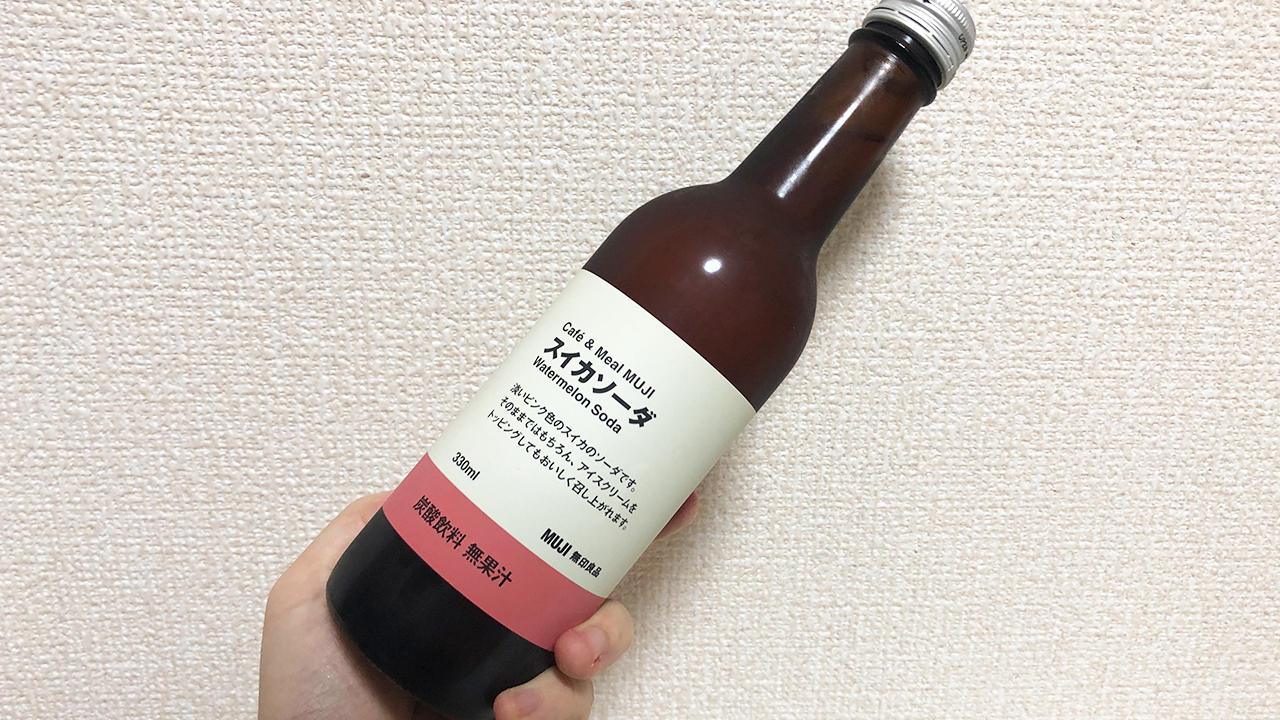 Café & Meal MUJI
スイカソーダ
Watermelon Soda
淡いピンク色のスイカのソーダです。
そのままではもちろん、アイスクリームを
トッピングしてもおいしく召し上がれます。
330ml
MUJI 無印良品
炭酸飲料 無果汁